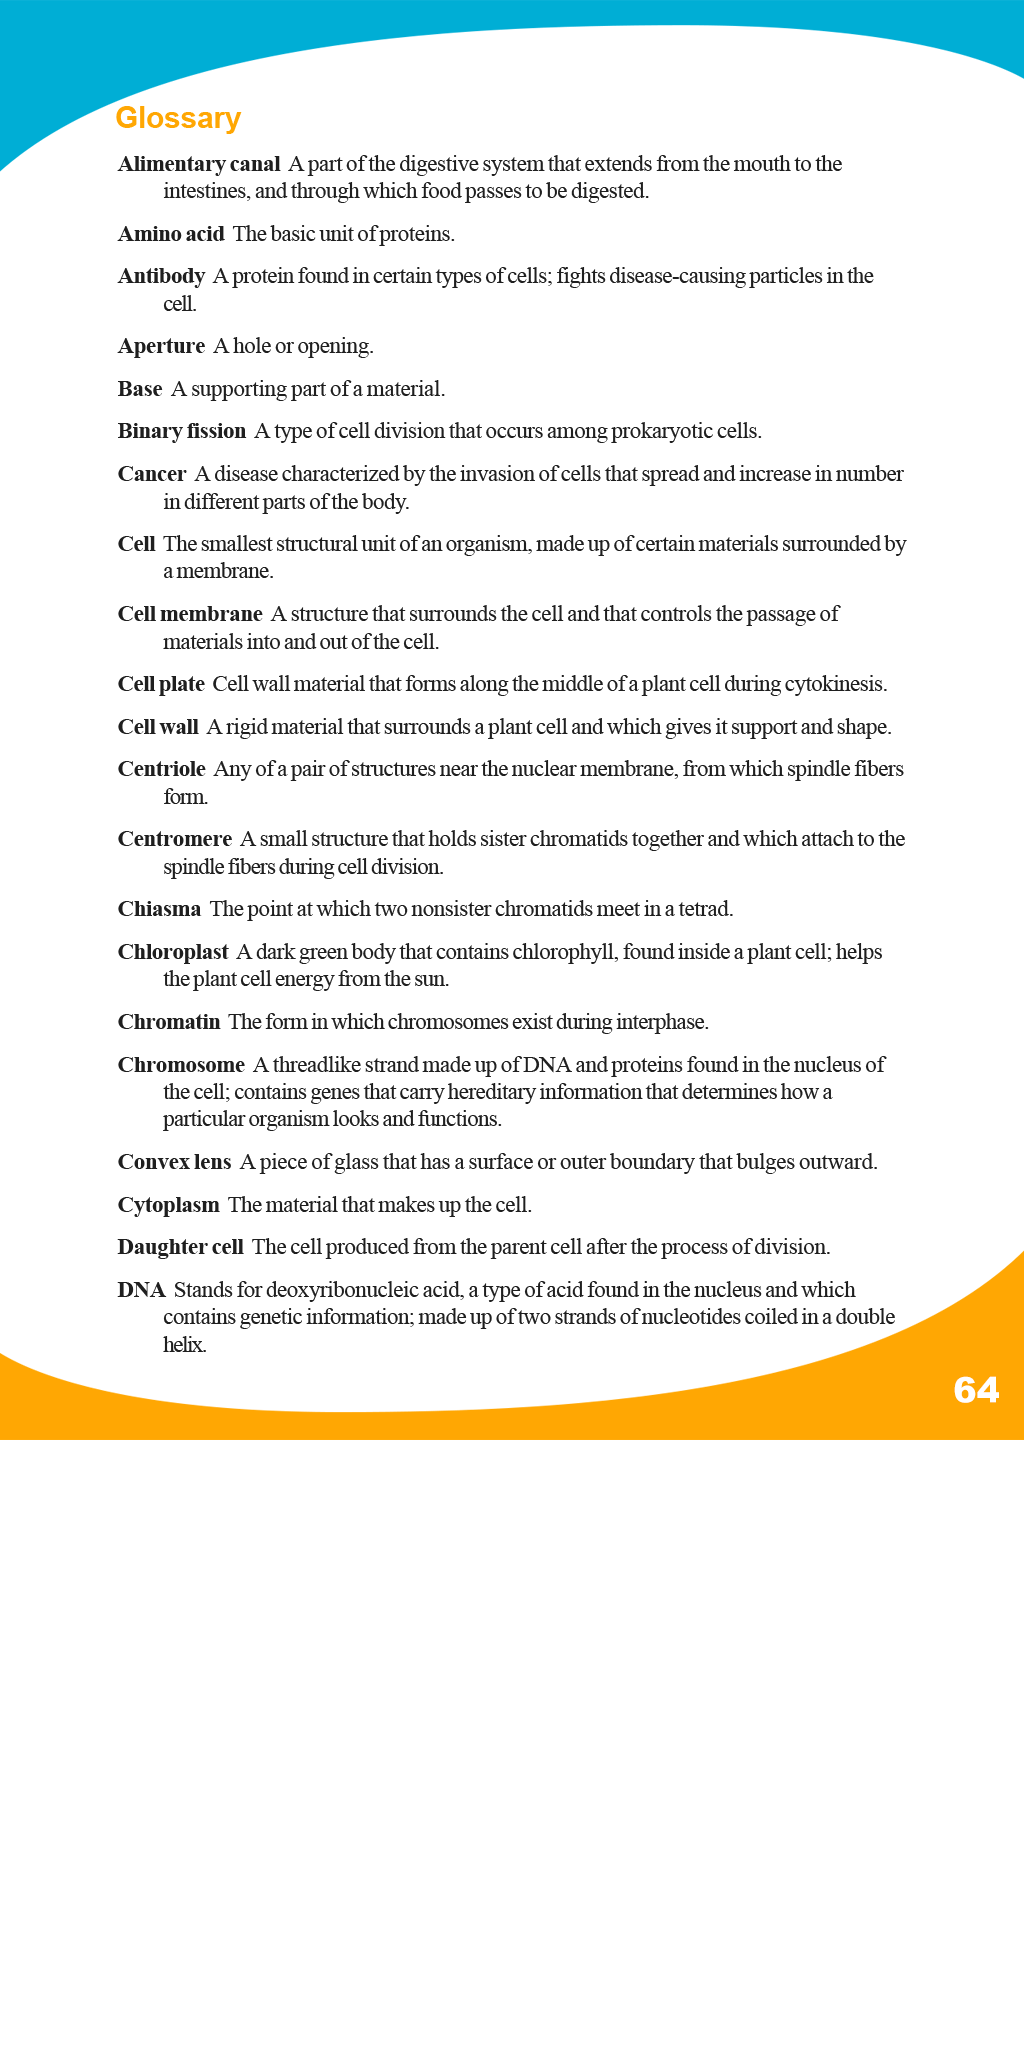 Glossary
Alimentary canal A part of the digestive system that extends from the mouth to the
intestines, and through which food passes to be digested.
Amino acid The basic unit of proteins.
Antibody A protein found in certain types of cells; fights disease-causing particles in the
cell.
Aperture A hole or opening.
Base A supporting part of a material.
Binary fission A type of cell division that occurs among prokaryotic cells.
Cancer A disease characterized by the invasion of cells that spread and increase in number
in different parts of the body.
Cell The smallest structural unit of an organism, made up of certain materials surrounded by
a membrane.
Cell membrane A structure that surrounds the cell and that controls the passage of
materials into and out of the cell.
Cell plate Cell wall material that forms along the middle of a plant cell during cytokinesis.
Cell wall A rigid material that surrounds a plant cell and which gives it support and shape.
Centriole Any of a pair of structures near the nuclear membrane, from which spindle fibers
form.
Centromere A small structure that holds sister chromatids together and which attach to the
spindle fibers during cell division.
Chiasma The point at which two nonsister chromatids meet in a tetrad.
Chloroplast A dark green body that contains chlorophyll, found inside a plant cell; helps
the plant cell energy from the sun.
Chromatin The form in which chromosomes exist during interphase.
Chromosome A threadlike strand made up of DNA and proteins found in the nucleus of
the cell; contains genes that carry hereditary information that determines how a
particular organism looks and functions.
Convex lens A piece of glass that has a surface or outer boundary that bulges outward.
Cytoplasm The material that makes up the cell.
Daughter cell The cell produced from the parent cell after the process of division.
DNA Stands for deoxyribonucleic acid, a type of acid found in the nucleus and which
contains genetic information; made up of two strands of nucleotides coiled in a double
helix.
64